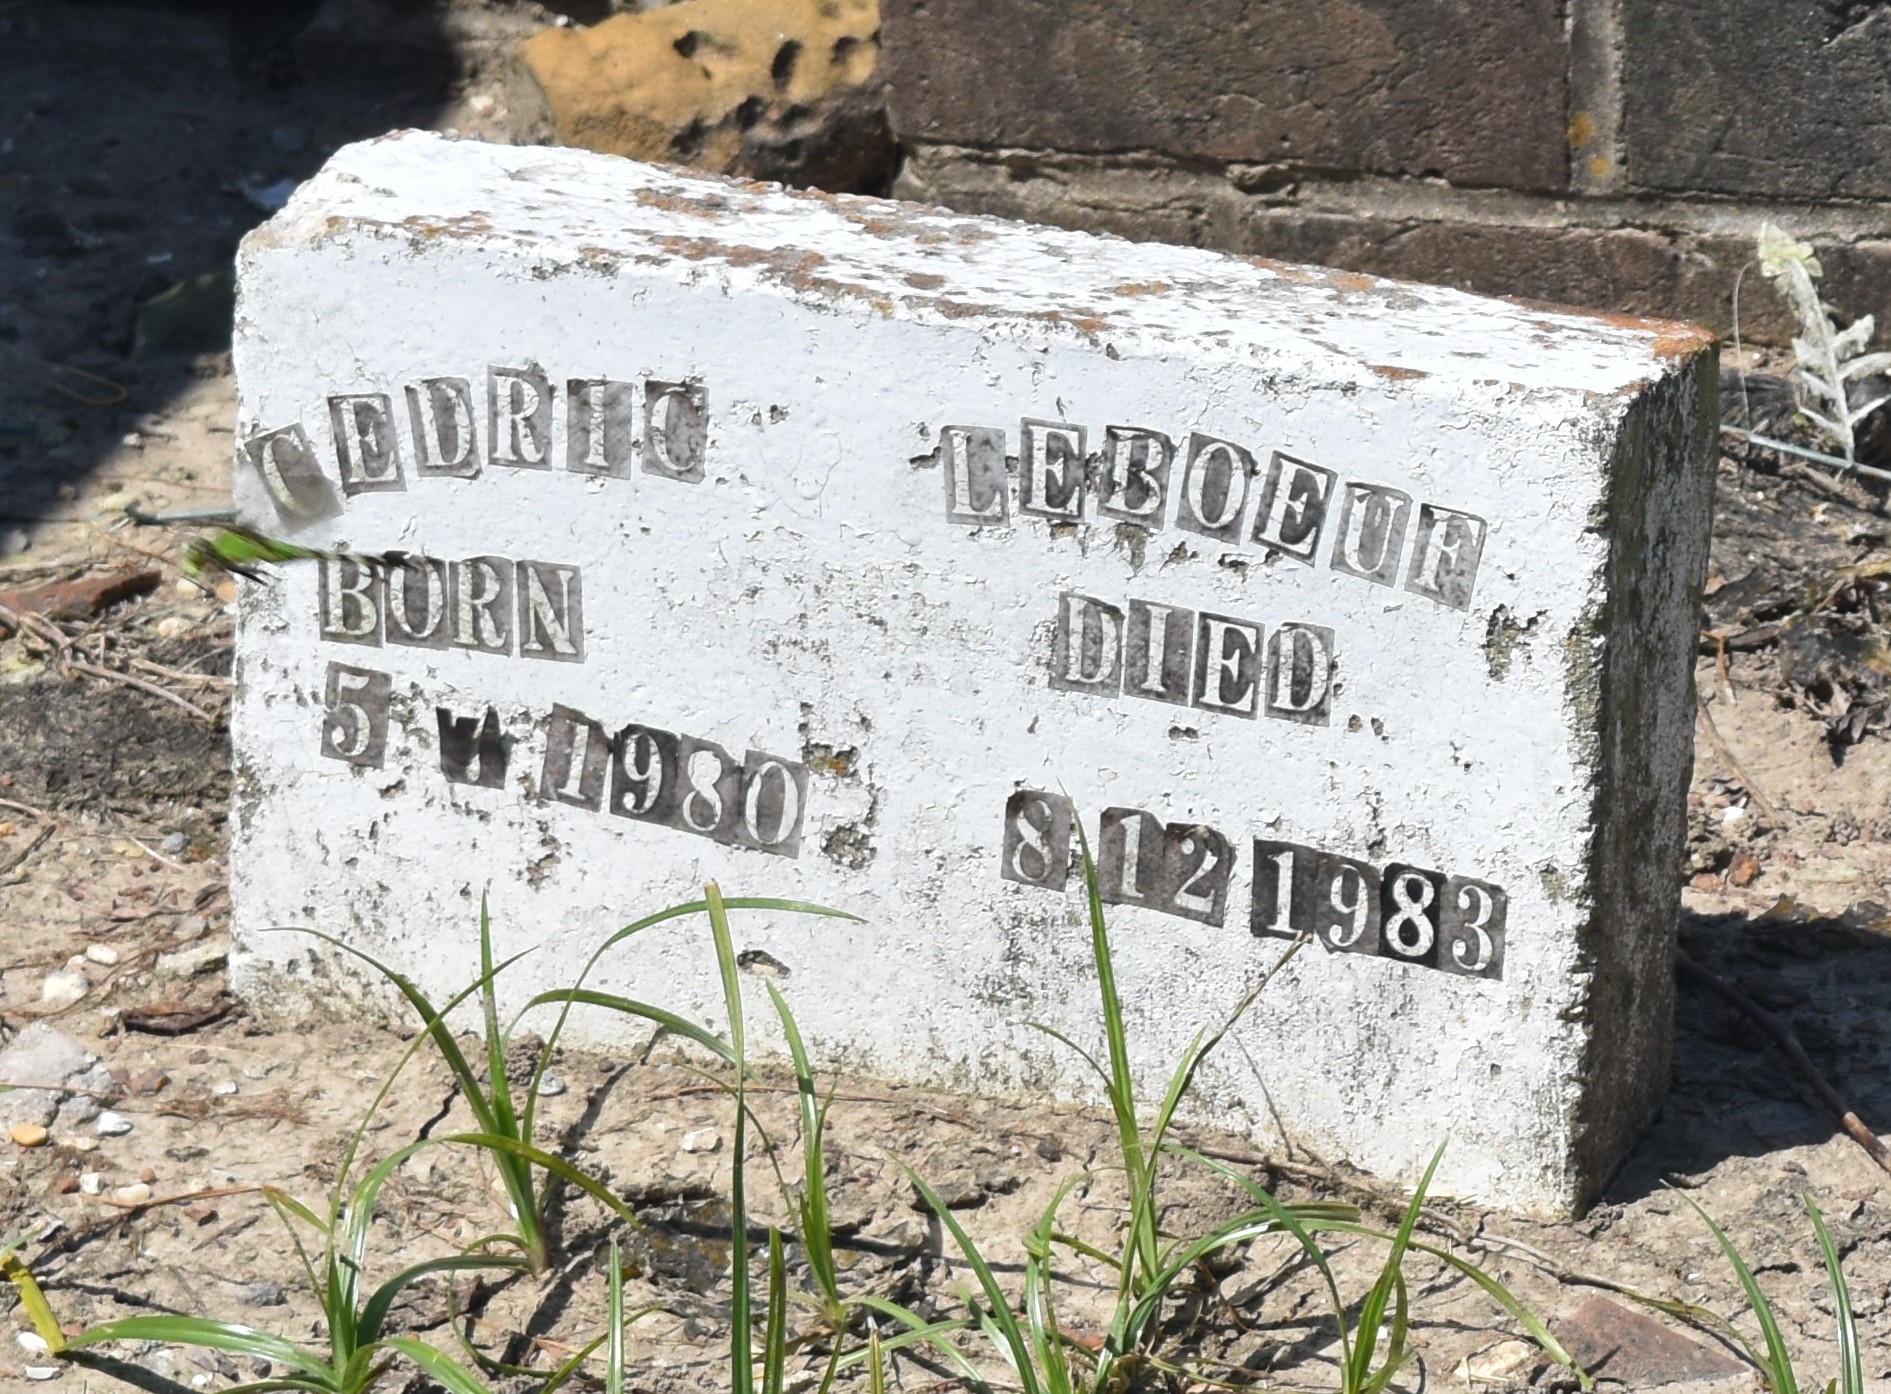 CEDRIC LEBOEUF
BORN DIED
5 1980 8 12 1983